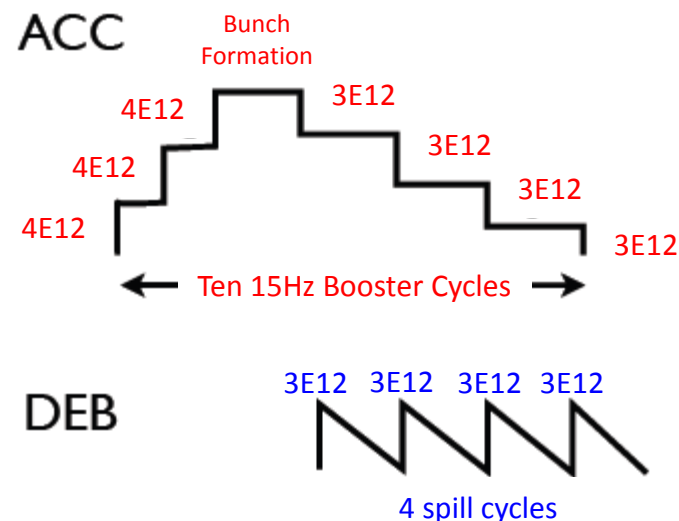 ACC
Bunch
Formation
4E12
3E12
4E12
3E12
4E12
3E12
3E12
Ten 15Hz Booster Cycles
DEB
3E12 3E12 3E12 3E12
4 spill cycles